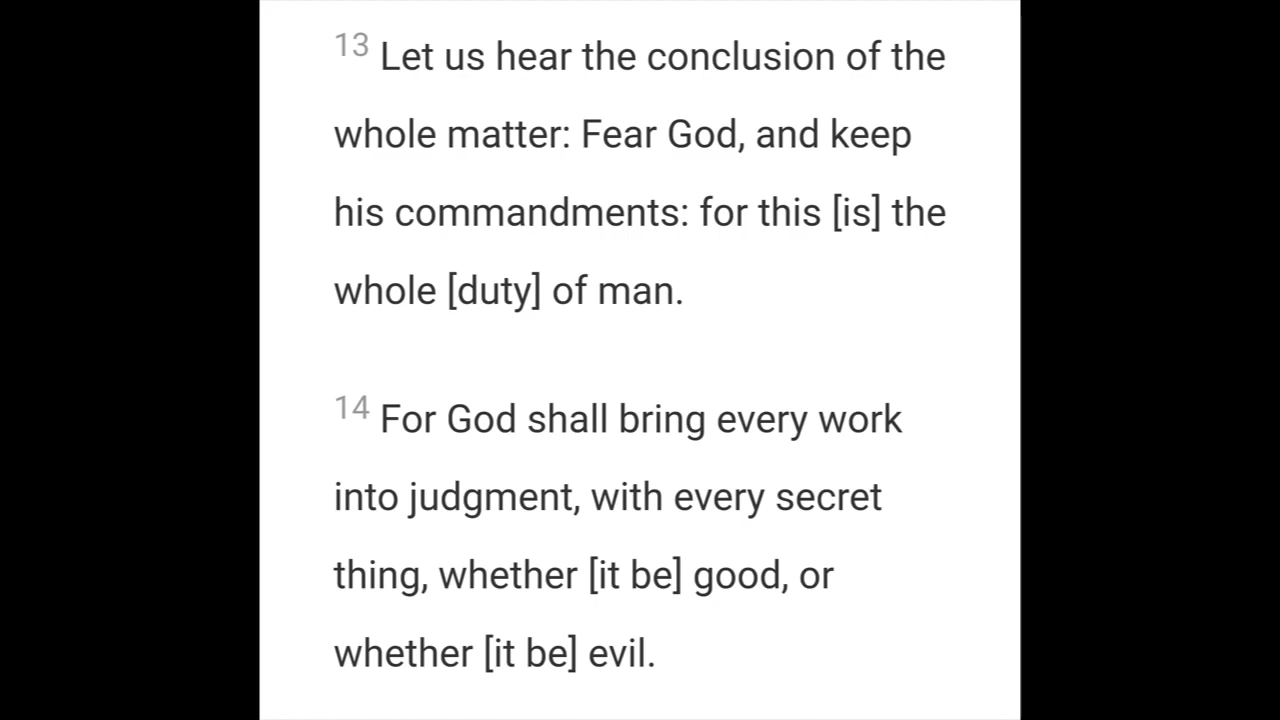 13 Let us hear the conclusion of the
whole matter: Fear God, and keep
his commandments: for this [is] the
whole [duty] of man.
14 For God shall bring every work
into judgment, with every secret
thing, whether [it be] good, or
whether [it be] evil.